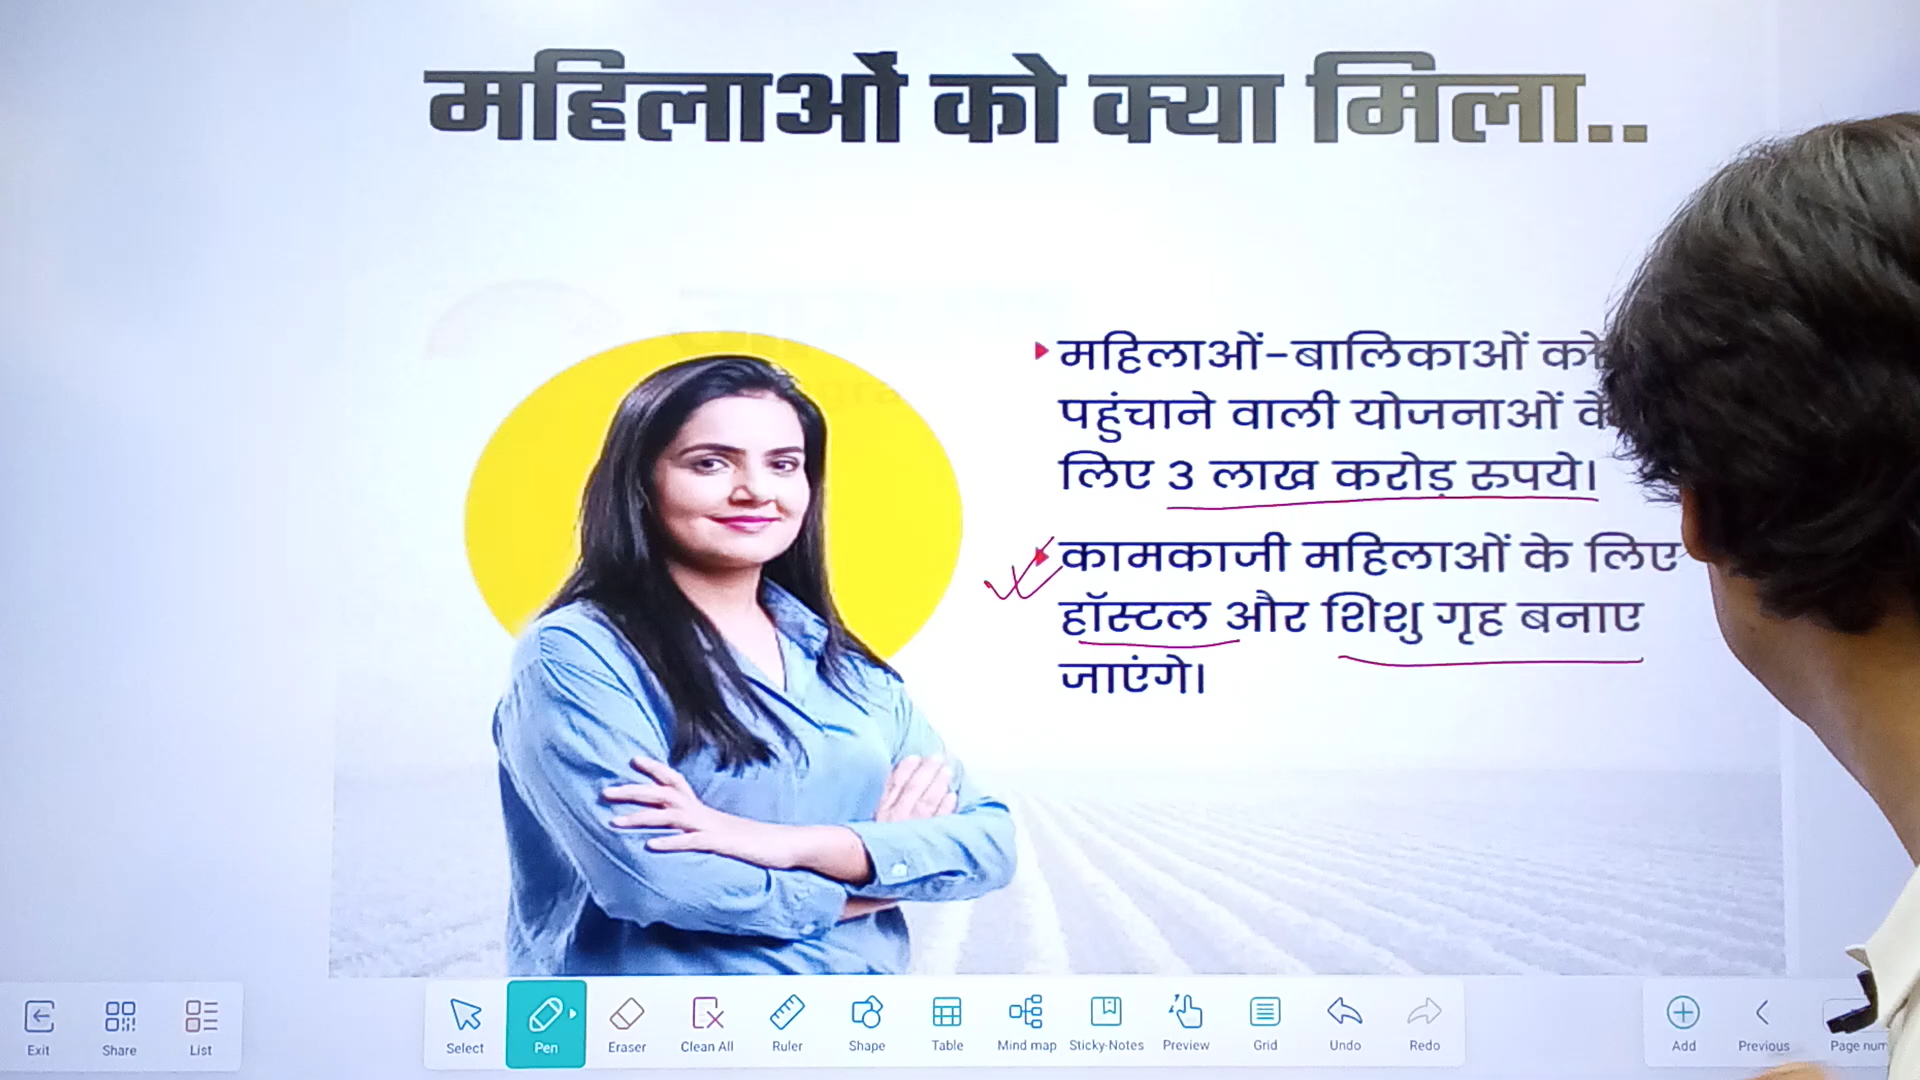 महिलाओं को क्या मिला..
महिलाओं-बालिकाओं को
पहुंचाने वाली योजनाओं के
लिए 3 लाख करोड़ रुपये।
कामकाजी महिलाओं के लिए
हॉस्टल और शिशु गृह बनाए
जाएंगे।
Exit Share List Select Pen Eraser Clean All Ruler Shape Table Mind map Sticky-Notes Preview Grid Undo Redo Add Previous Page